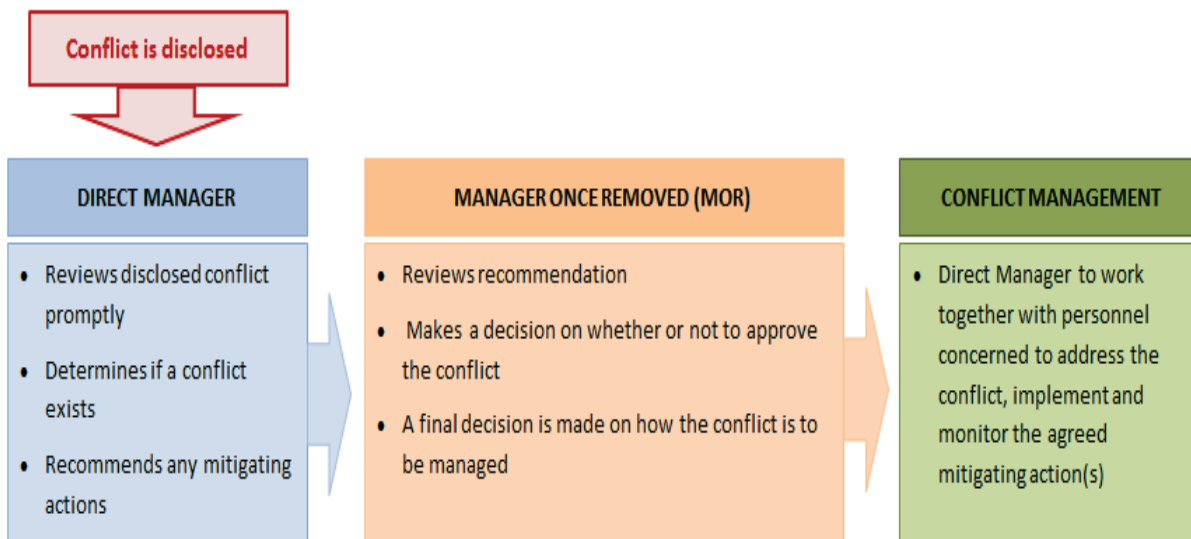 Conflict is disclosed
DIRECT MANAGER
• Reviews disclosed conflict
promptly
• Determines if a conflict
exists
• Recommends any mitigating
actions
MANAGER ONCE REMOVED (MOR)
• Reviews recommendation
• Makes a decision on whether or not to approve
the conflict
• A final decision is made on how the conflict is to
be managed
CONFLICT MANAGEMENT
• Direct Manager to work
together with personnel
concerned to address the
conflict, implement and
monitor the agreed
mitigating action(s)